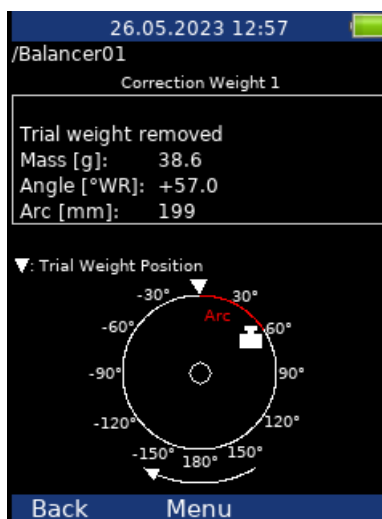 26.05.2023 12:57
/Balancer01
Correction Weight 1
Trial weight removed
Mass [g]: 38.6
Angle [°WR]: +57.0
Arc [mm]: 199
▼: Trial Weight Position
-30° 30°
Arc
-60° 60°
-90° 90°
-120° 120°
-150° 180° 150°
Back Menu